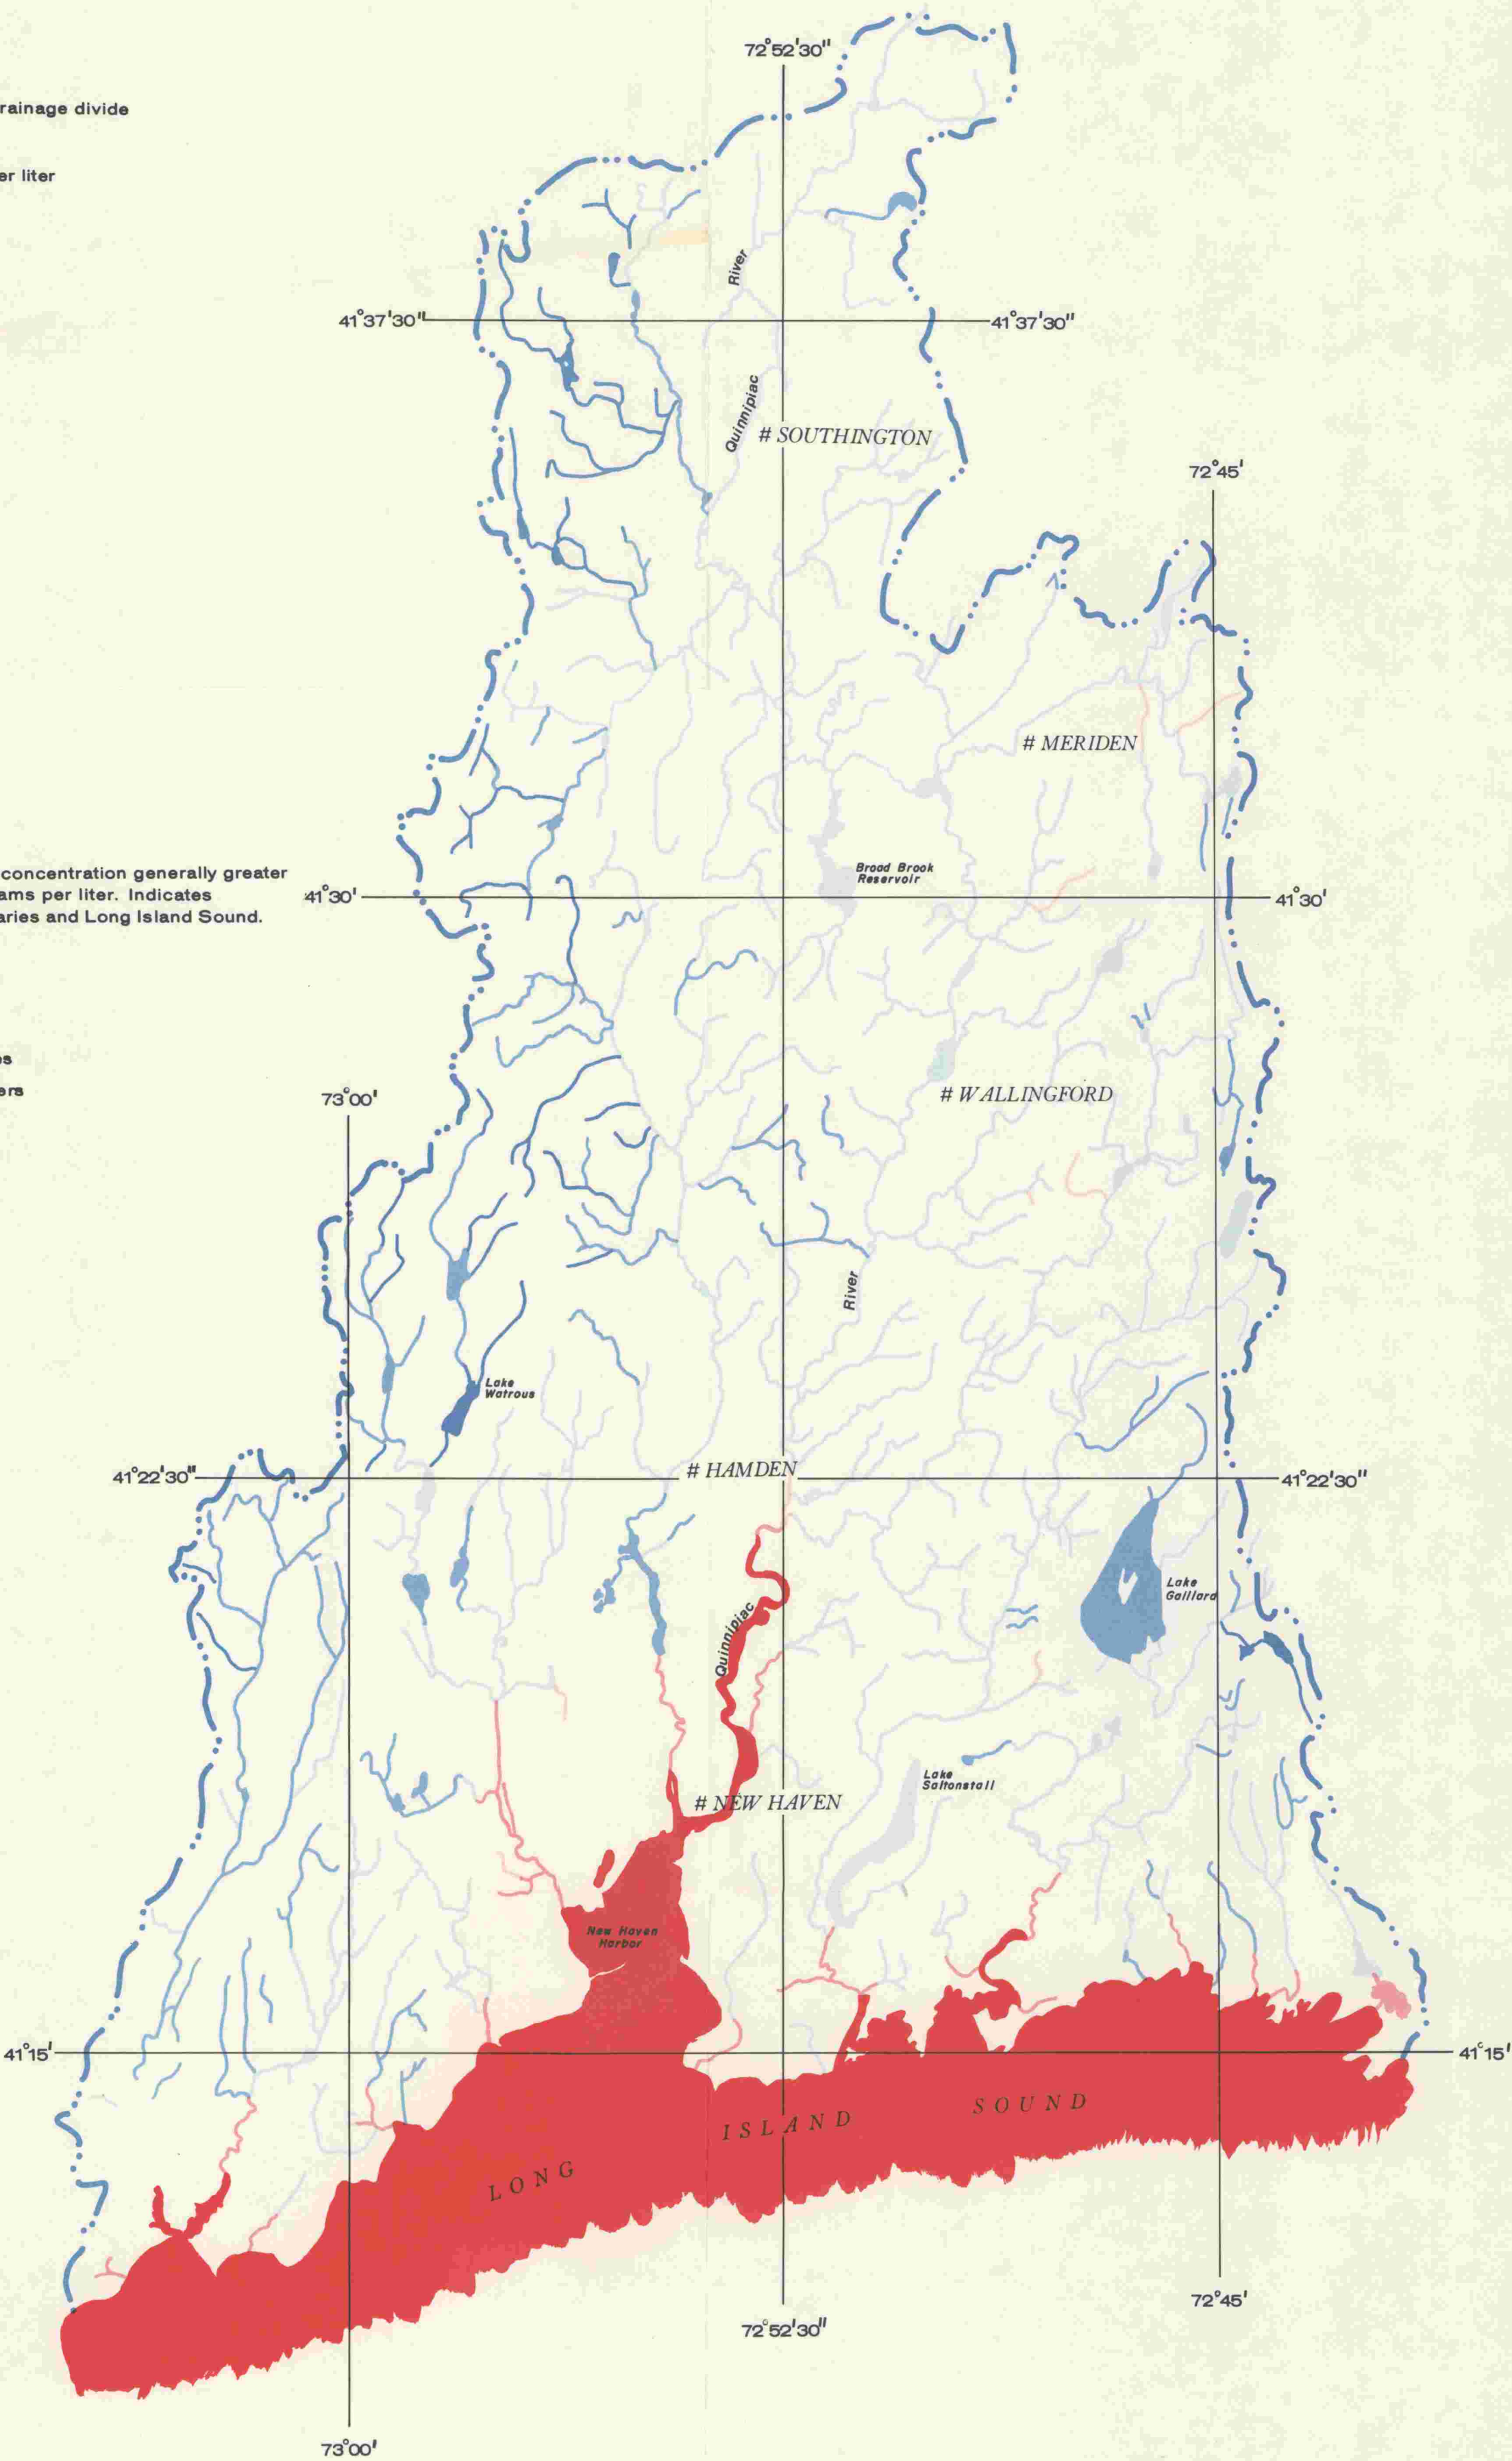 72°52'30"
rainage divide
er liter
River
41°37'30"
41°37'30"
Quinnipiac
# SOUTHINGTON
72°45'
# MERIDEN
concentration generally greater
ams per liter. Indicates
aries and Long Island Sound.
Broad Brook
Reservoir
41°30'
41°30'
es
ers
73°00'
# WALLINGFORD
River
Lake
Watrous
41°22'30"
# HAMDEN
41°22'30"
Lake
Gaillard
Quinnipiac
Lake
Saltonstall
# NEW HAVEN
New Haven
Harbor
41°15'
41°15'
LONG
ISLAND
SOUND
72°45'
72°52'30"
73°00'